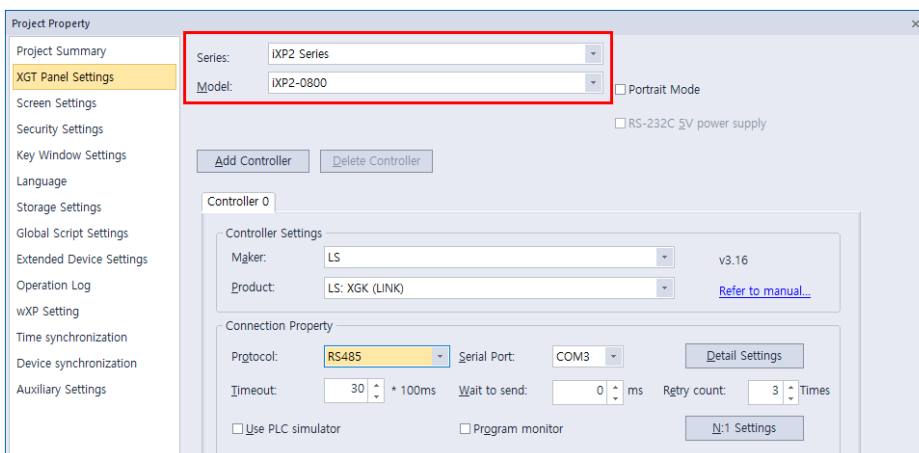 Project Property
Project Summary
XGT Panel Settings
Screen Settings
Security Settings
Key Window Settings
Language
Storage Settings
Global Script Settings
Extended Device Settings
Operation Log
wXP Setting
Time synchronization
Device synchronization
Auxiliary Settings
Series: iXP2 Series
Model: iXP2-0800
Portrait Mode
RS-232C 5V power supply
Add Controller Delete Controller
Controller 0
Controller Settings
Maker: LS v3.16
Product: LS: XGK (LINK) Refer to manual...
Connection Property
Protocol: RS485 Serial Port: COM3 Detail Settings
Timeout: 30 * 100ms Wait to send: 0 ms Retry count: 3 Times
Use PLC simulator Program monitor N:1 Settings